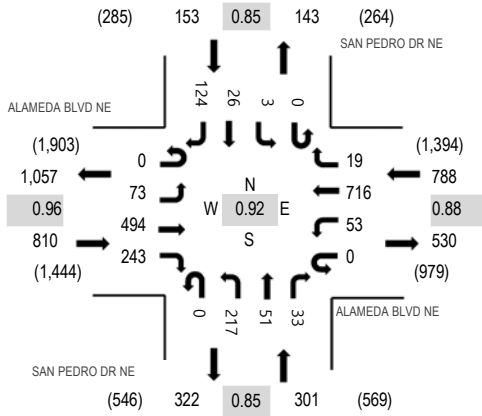 (285) 153 0.85 143 (264)
SAN PEDRO DR NE
124 26 3 0
ALAMEDA BLVD NE
(1,903) (1,394)
0 19
1,057 788
73 716
N
0.96 W 0.92 E 0.88
S
494 53
810 530
243 0
(1,444) (979)
0 217 51 33
ALAMEDA BLVD NE
SAN PEDRO DR NE
(546) 322 0.85 301 (569)